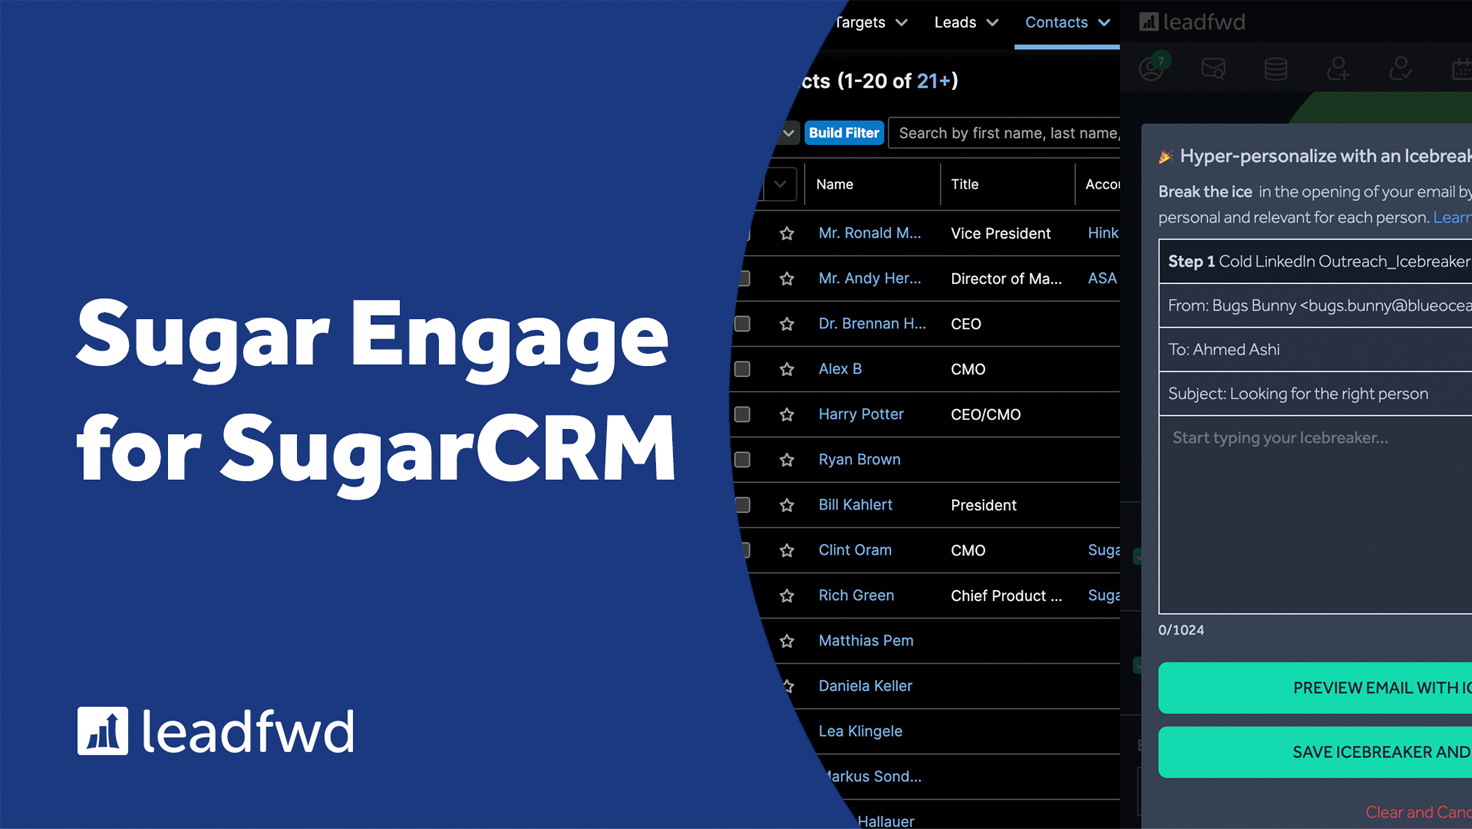 Sugar Engage
for SugarCRM
leadfwd
Targets
Leads
Contacts
(1-20 of 21+)
Build Filter
Search by first name, last name,
Name
Title
Mr. Ronald M... Vice President Hink
Mr. Andy Her... Director of Ma... ASA
Dr. Brennan H... CEO
Alex B CMO
Harry Potter CEO/CMO
Ryan Brown
Bill Kahlert President
Clint Oram CMO Suga
Rich Green Chief Product ... Suga
Matthias Pem
Daniela Keller
Lea Klingele
Markus Sond...
Hallauer
leadfwd
7
Hyper-personalize with an Icebreak
Break the ice in the opening of your email by
personal and relevant for each person. Learn
Step 1 Cold LinkedIn Outreach_Icebreaker
From: Bugs Bunny <bugs.bunny@blueocea
To: Ahmed Ashi
Subject: Looking for the right person
Start typing your Icebreaker...
0/1024
PREVIEW EMAIL WITH IC
SAVE ICEBREAKER AND
Clear and Canc